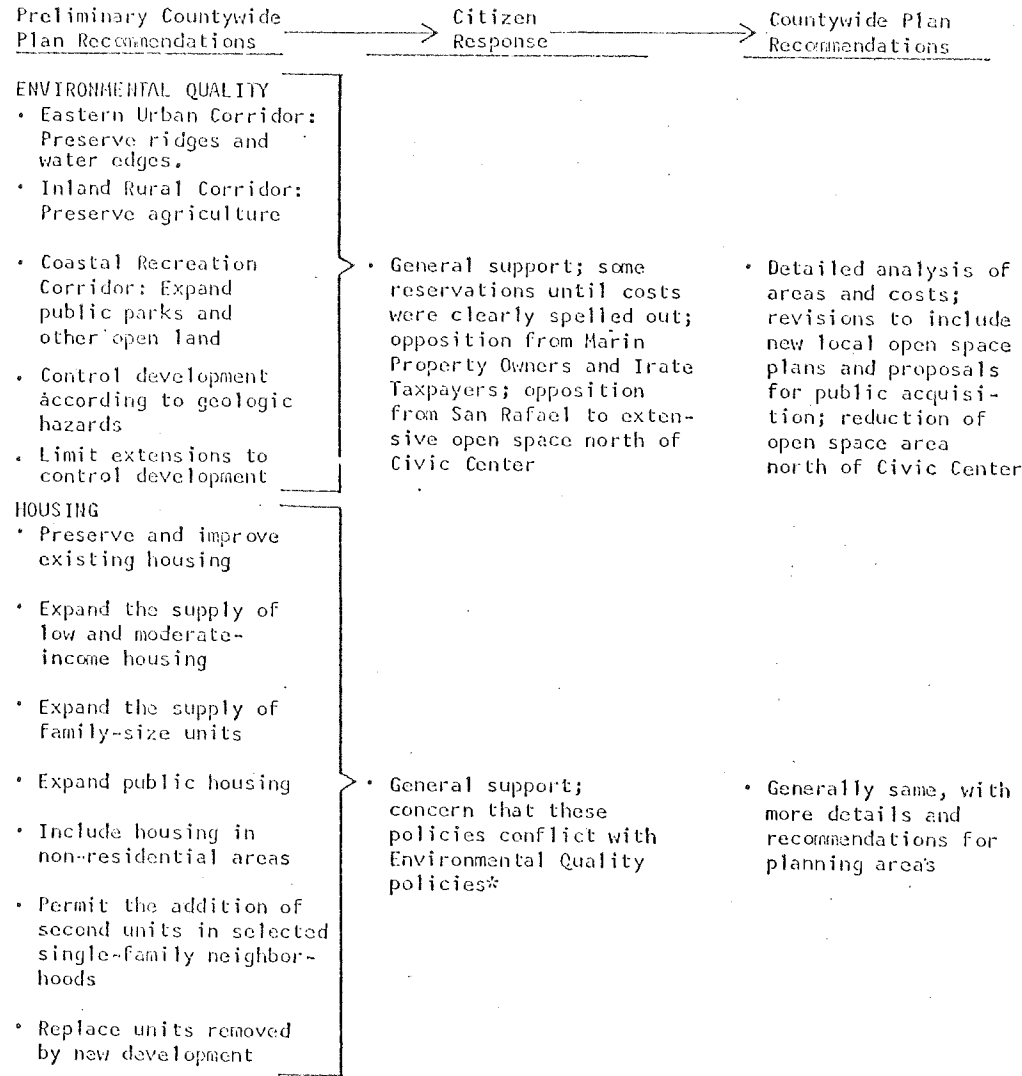 Preliminary Countywide
Plan Recommendations
Citizen
Response
Countywide Plan
Recommendations
ENVIRONMENTAL QUALITY
• Eastern Urban Corridor:
Preserve ridges and
water edges.
• Inland Rural Corridor:
Preserve agriculture
• Coastal Recreation
Corridor: Expand
public parks and
other open land
• Control development
according to geologic
hazards
• Limit extensions to
control development
• General support; some
reservations until costs
were clearly spelled out;
opposition from Marin
Property Owners and Irate
Taxpayers; opposition
from San Rafael to exten-
sive open space north of
Civic Center
• Detailed analysis of
areas and costs;
revisions to include
new local open space
plans and proposals
for public acquisi-
tion; reduction of
open space area
north of Civic Center
HOUSING
• Preserve and improve
existing housing
• Expand the supply of
low and moderate-
income housing
• Expand the supply of
family-size units
• Expand public housing
• Include housing in
non-residential areas
• Permit the addition of
second units in selected
single-family neighbor-
hoods
• Replace units removed
by new development
• General support;
concern that these
policies conflict with
Environmental Quality
policies*
• Generally same, with
more details and
recommendations for
planning areas